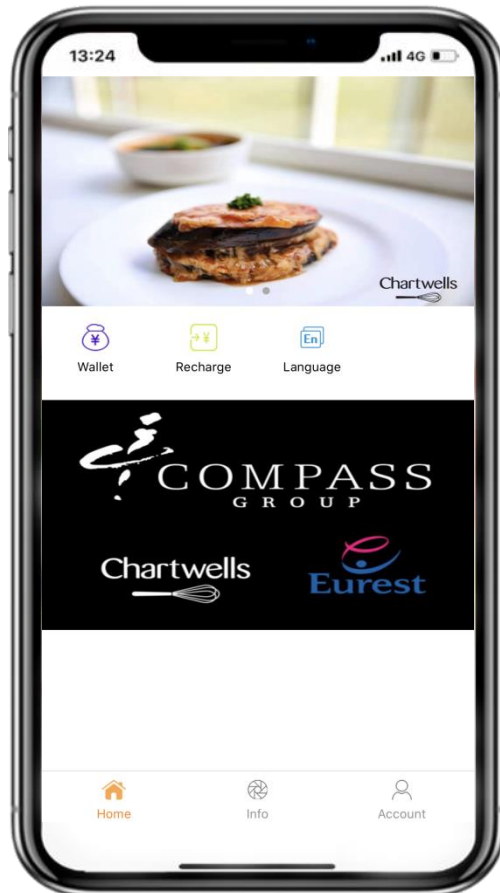 13:24
4G
Chartwells
¥
¥
En
Wallet
Recharge
Language
COMPASS
GROUP
Chartwells
Eurest
Home
Info
Account